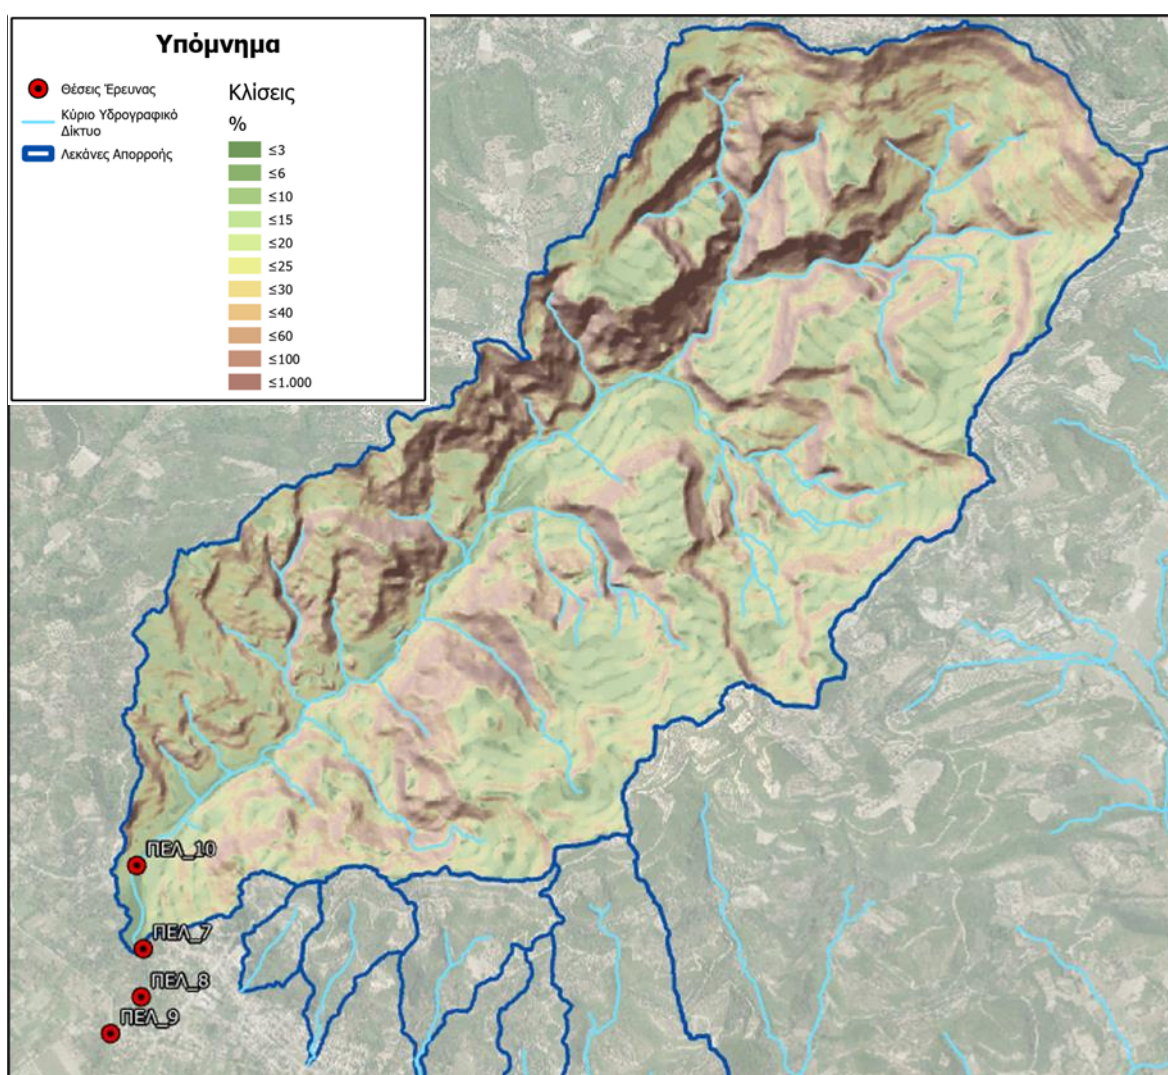 Υπόμνημα
Θέσεις Έρευνας
Κύριο Υδρογραφικό
Δίκτυο
Λεκάνες Απορροής
Κλίσεις
%
≤3
≤6
≤10
≤15
≤20
≤25
≤30
≤40
≤60
≤100
≤1.000
ΠΕΛ_10
ΠΕΛ_7
ΠΕΛ_8
ΠΕΛ_9